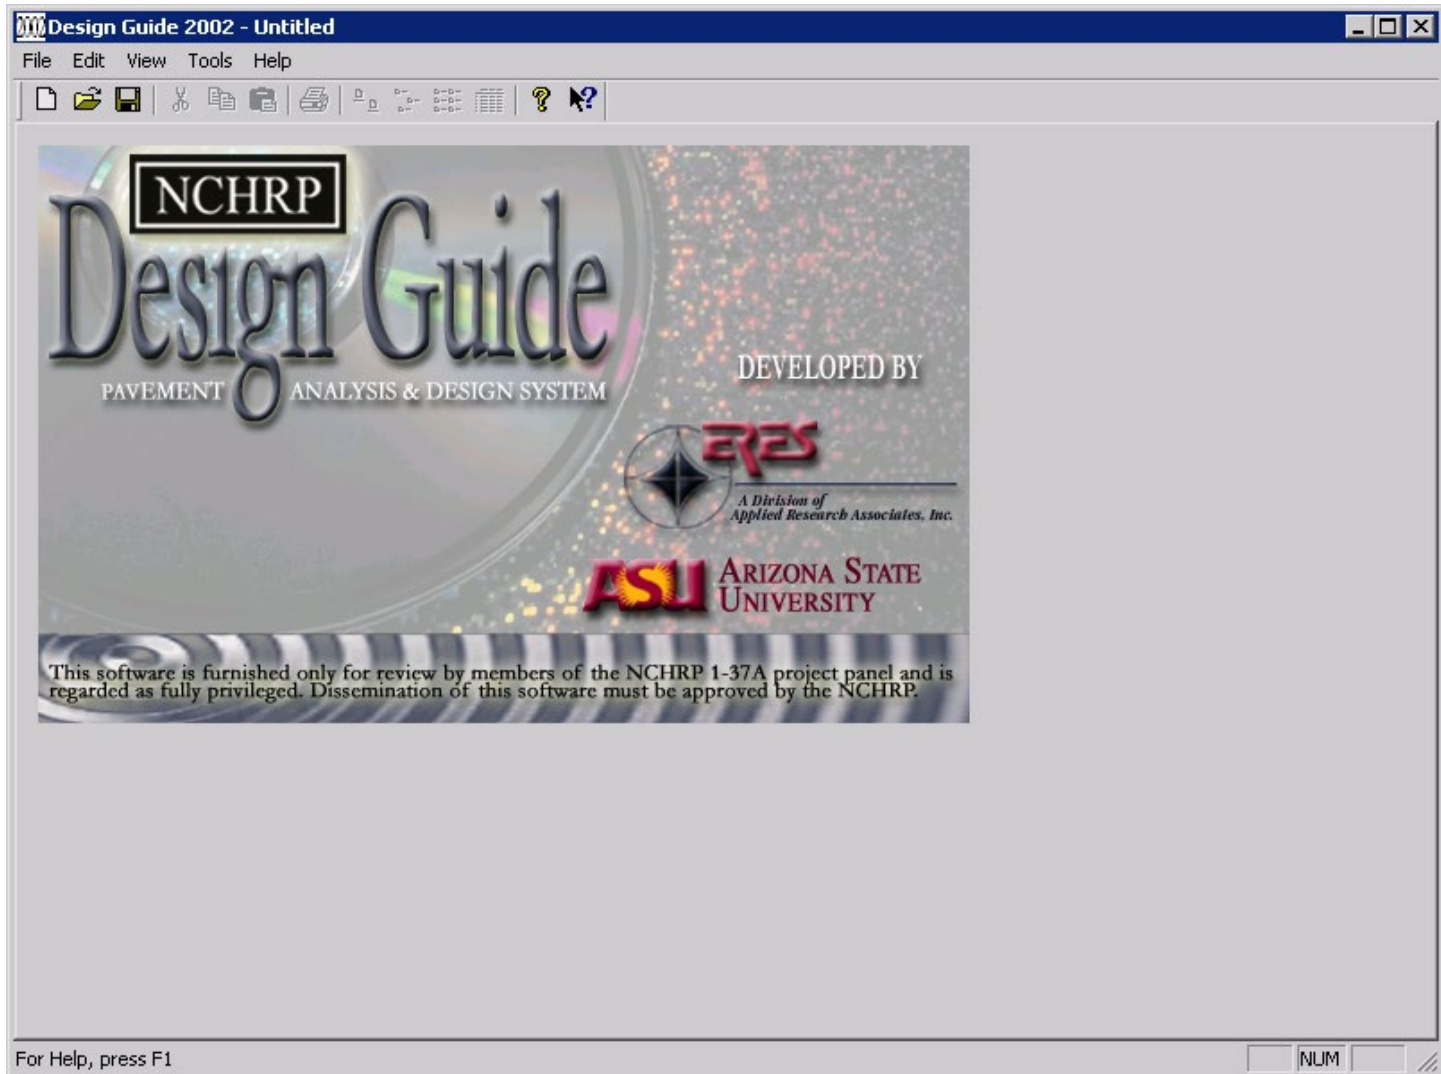 Design Guide 2002 - Untitled
File Edit View Tools Help
NCHRP
Design Guide
PAVEMENT ANALYSIS & DESIGN SYSTEM
DEVELOPED BY
ERES
A Division of
Applied Research Associates, Inc.
ASU ARIZONA STATE
UNIVERSITY
This software is furnished only for review by members of the NCHRP 1-37A project panel and is
regarded as fully privileged. Dissemination of this software must be approved by the NCHRP.
For Help, press F1 NUM